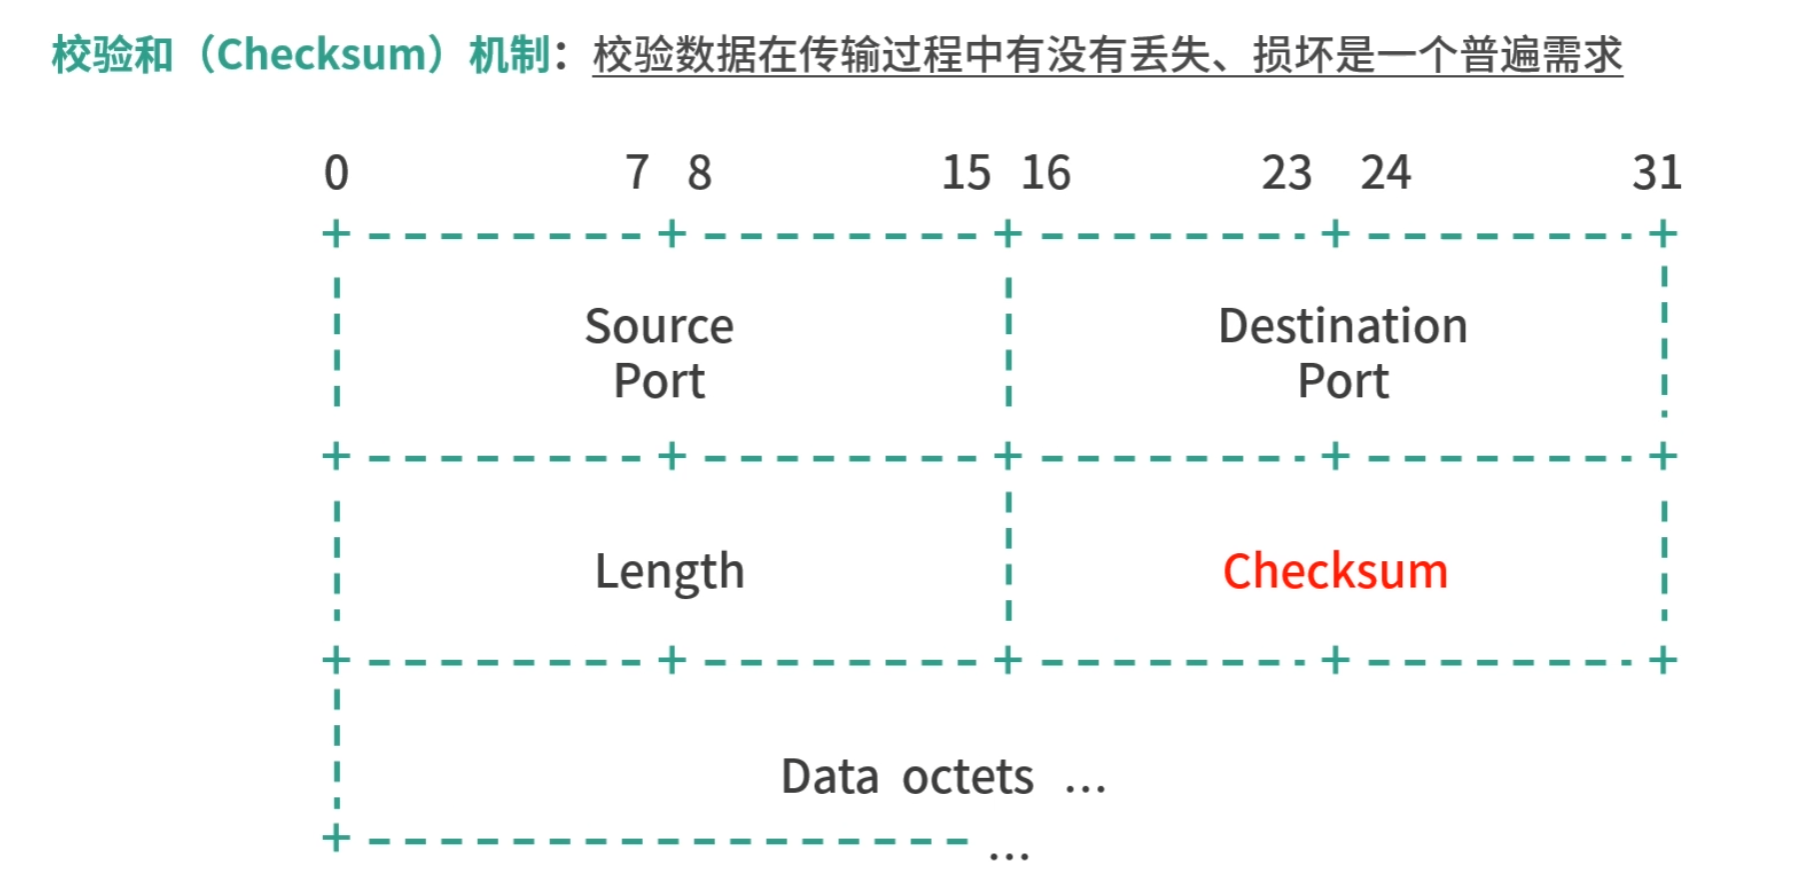 校验和（Checksum）机制：校验数据在传输过程中有没有丢失、损坏是一个普遍需求
0 7 8 15 16 23 24 31
Source Destination
Port Port
Length Checksum
Data octets ...
...